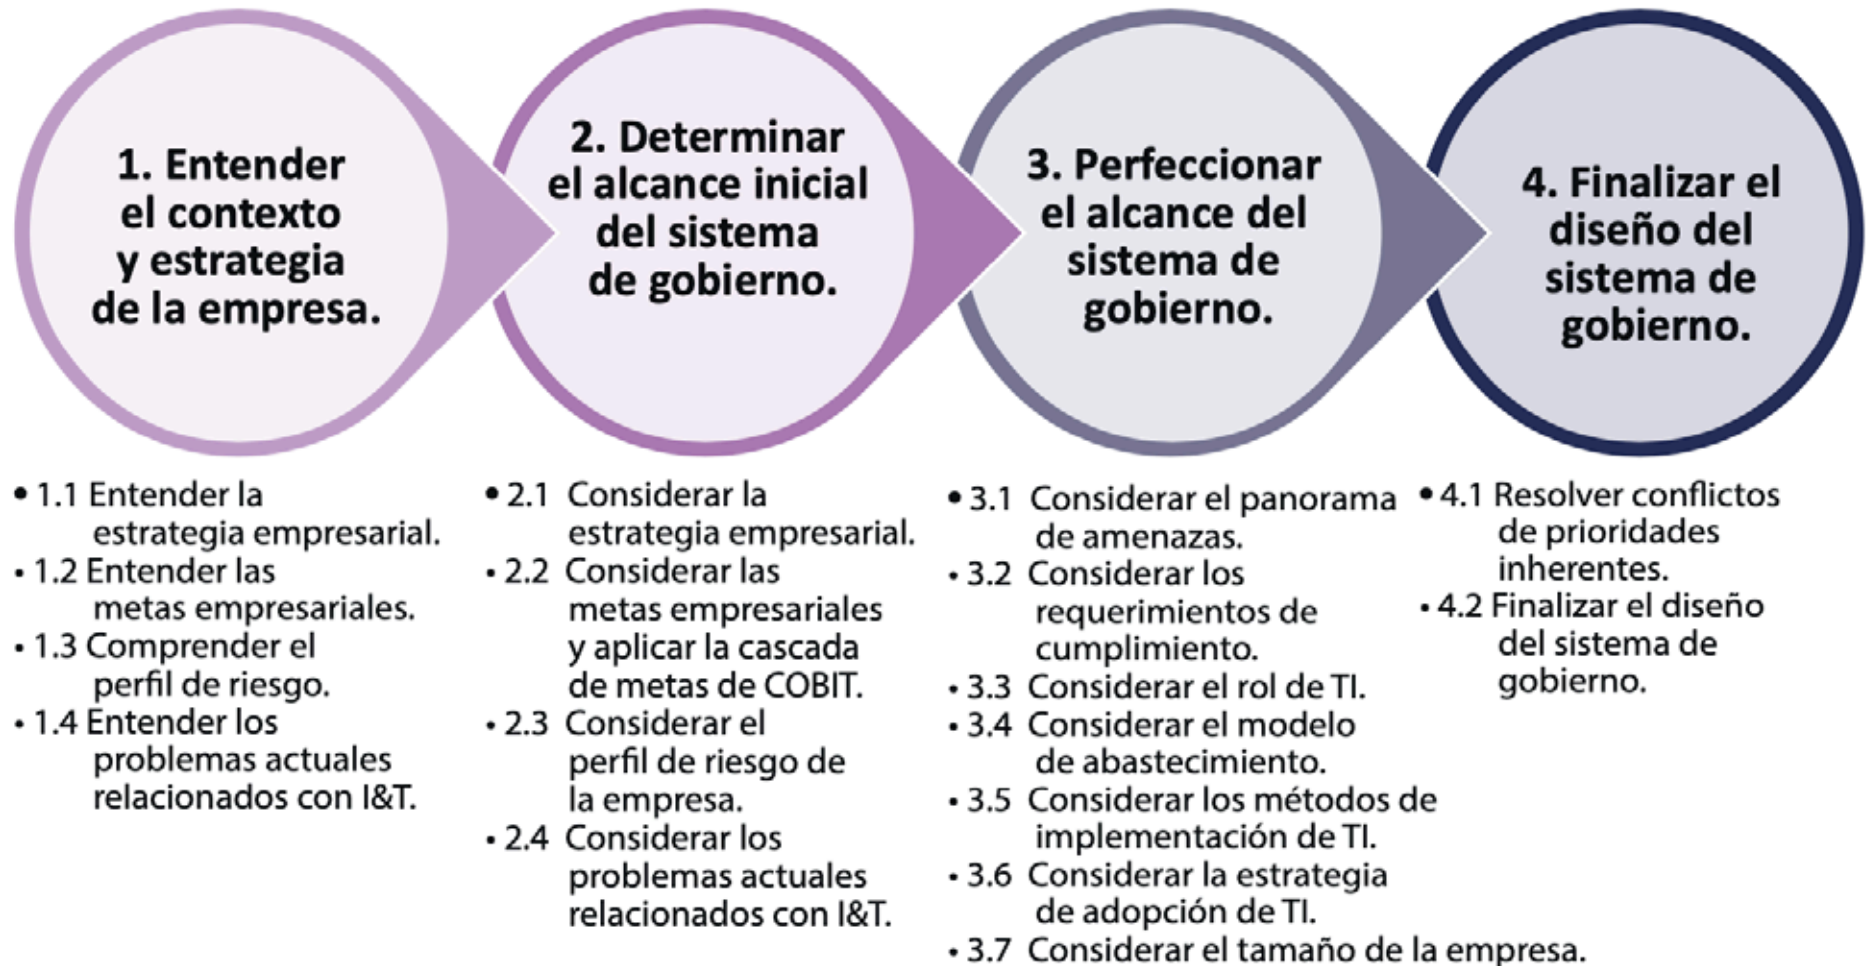 1. Entender
el contexto
y estrategia
de la empresa.
2. Determinar
el alcance inicial
del sistema
de gobierno.
3. Perfeccionar
el alcance del
sistema de
gobierno.
4. Finalizar el
diseño del
sistema de
gobierno.
• 1.1 Entender la
estrategia empresarial.
• 1.2 Entender las
metas empresariales.
• 1.3 Comprender el
perfil de riesgo.
• 1.4 Entender los
problemas actuales
relacionados con I&T.
• 2.1 Considerar la
estrategia empresarial.
• 2.2 Considerar las
metas empresariales
y aplicar la cascada
de metas de COBIT.
• 2.3 Considerar el
perfil de riesgo de
la empresa.
• 2.4 Considerar los
problemas actuales
relacionados con I&T.
• 3.1 Considerar el panorama
de amenazas.
• 3.2 Considerar los
requerimientos de
cumplimiento.
• 3.3 Considerar el rol de TI.
• 3.4 Considerar el modelo
de abastecimiento.
• 3.5 Considerar los métodos de
implementación de TI.
• 3.6 Considerar la estrategia
de adopción de TI.
• 3.7 Considerar el tamaño de la empresa.
• 4.1 Resolver conflictos
de prioridades
inherentes.
• 4.2 Finalizar el diseño
del sistema de
gobierno.